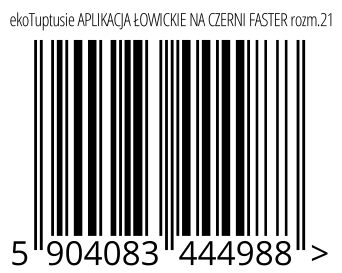 ekoTuptusie APLIKACJA ŁOWICKIE NA CZERNI FASTER rozm.21
5 904083 444988 >